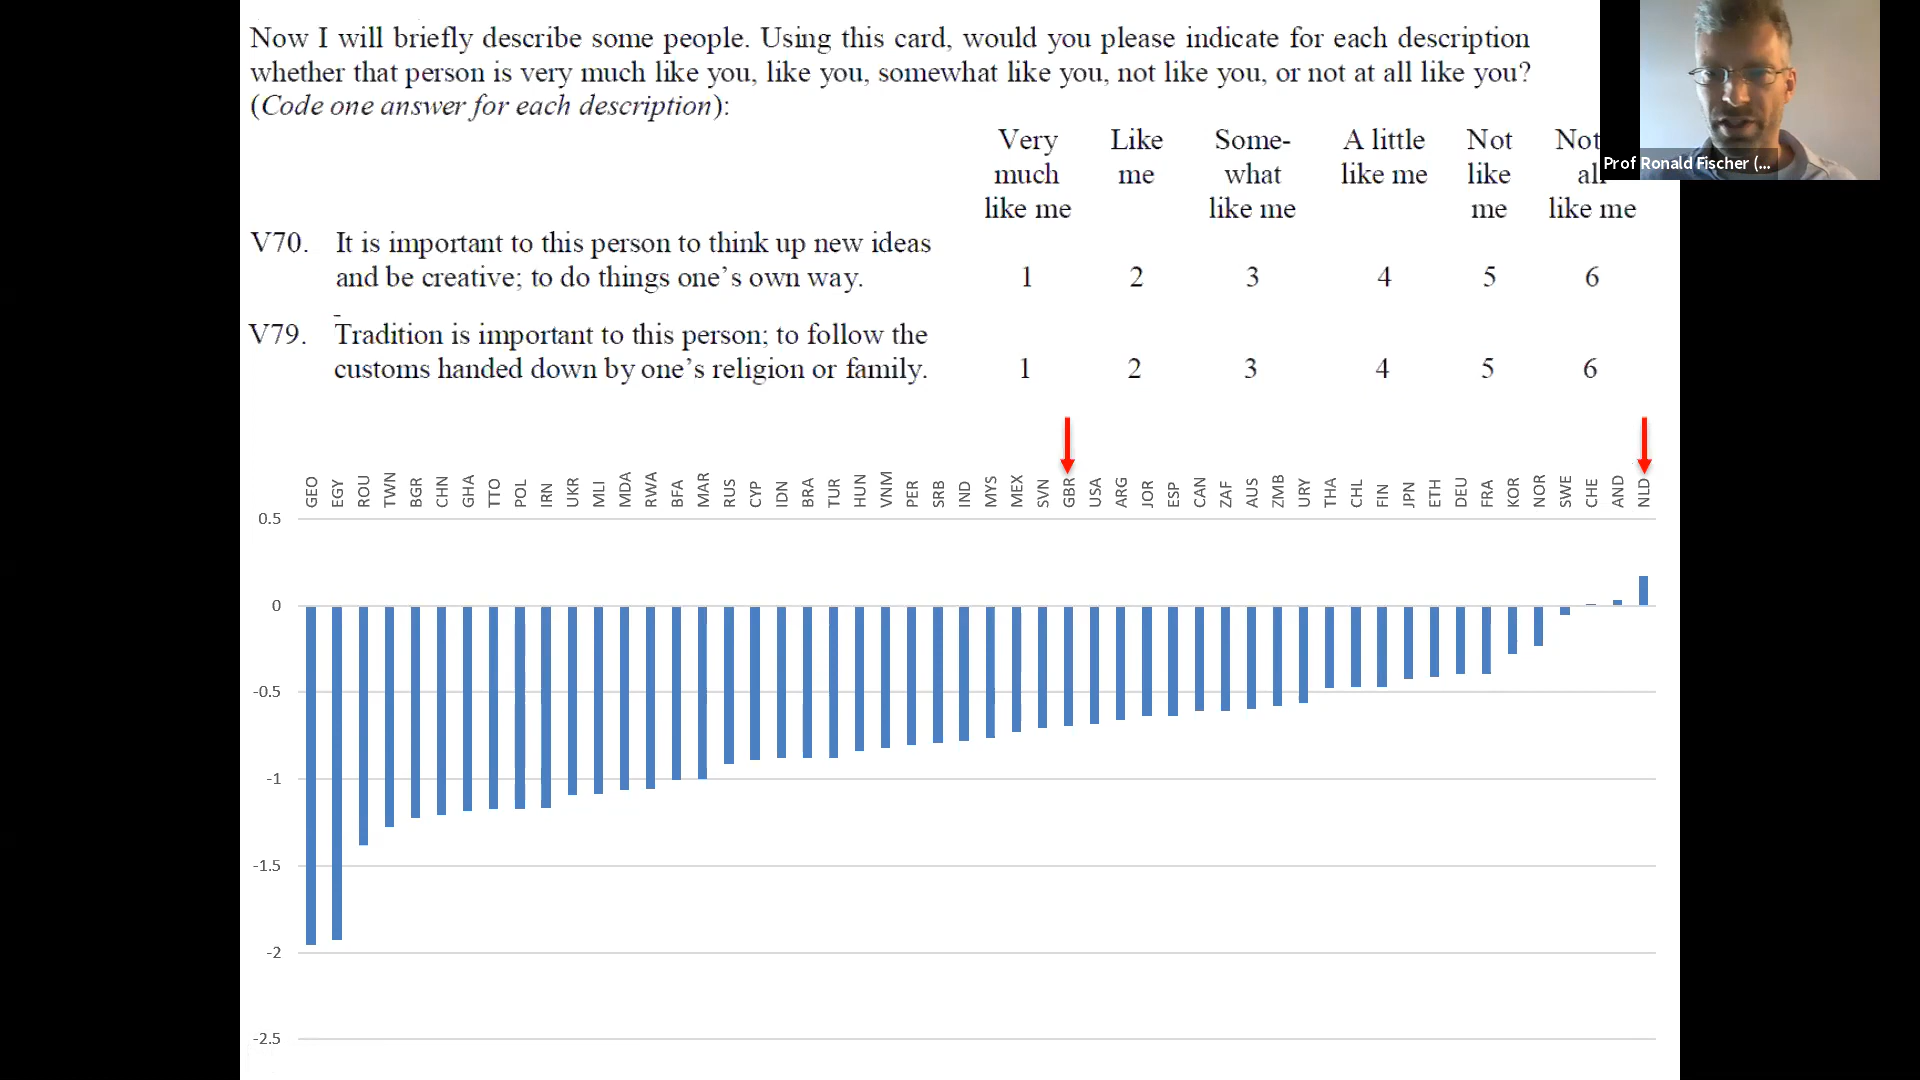 Now I will briefly describe some people. Using this card, would you please indicate for each description
whether that person is very much like you, like you, somewhat like you, not like you, or not at all like you?
(Code one answer for each description):
Very much like me
Like me
Some-what like me
A little like me
Not like me
Not all like me
Prof Ronald Fischer (...
V70. It is important to this person to think up new ideas
and be creative; to do things one's own way. 1 2 3 4 5 6
V79. Tradition is important to this person; to follow the
customs handed down by one's religion or family. 1 2 3 4 5 6
GEO EGY ROU TWN BGR CHN GHA TTO POL IRN UKR MLI MDA RWA BFA MAR RUS CYP IDN BRA TUR HUN VNM PER SRB IND MYS MEX SVN GBR USA ARG JOR ESP CAN ZAF AUS ZMB URY THA CHL FIN JPN ETH DEU FRA KOR NOR SWE CHE AND NLD
0.5
0
-0.5
-1
-1.5
-2
-2.5